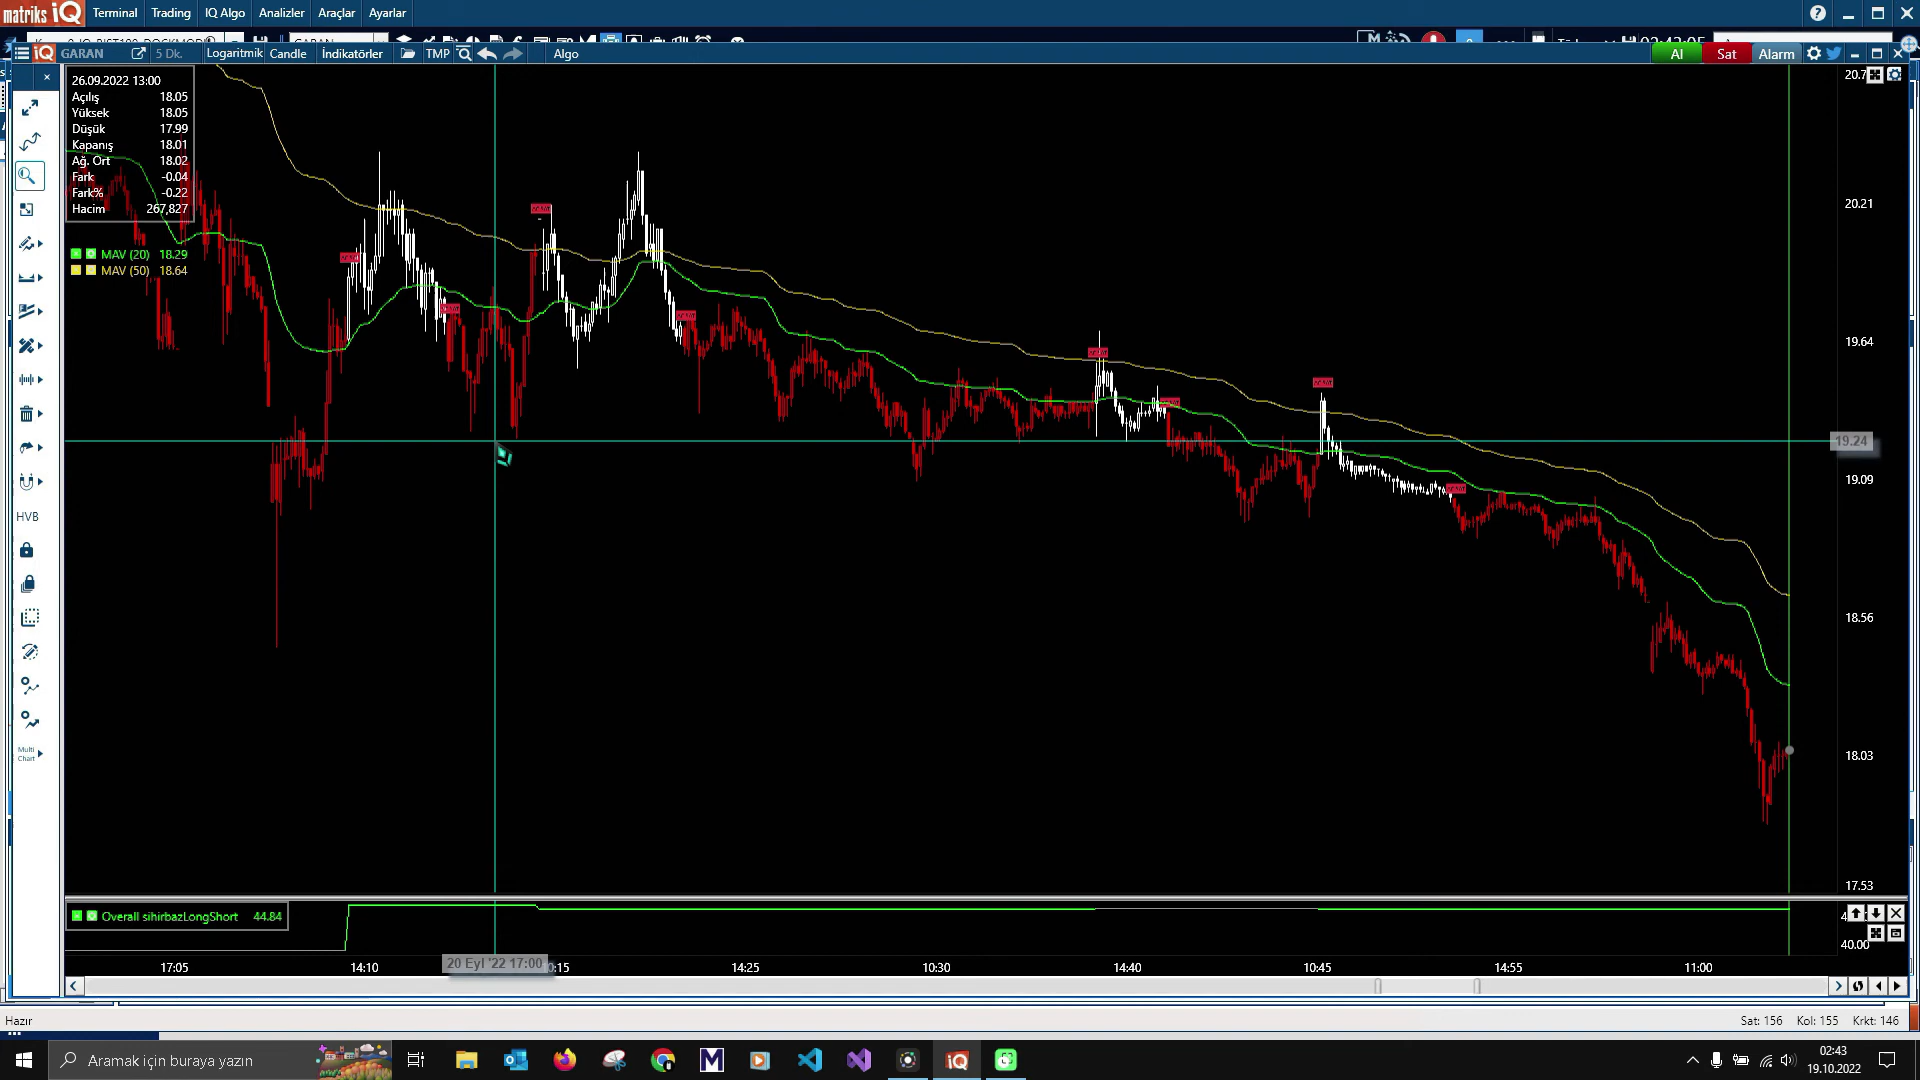 matriks iQ Terminal Trading IQ Algo Analizler Araçlar Ayarlar
iQ GARAN 5 Dk. Logaritmik Candle İndikatörler TMP Algo Al Sat Alarm
26.09.2022 13:00
Açılış 18.05
Yüksek 18.05
Düşük 17.99
Kapanış 18.01
Ağ. Ort 18.02
Fark -0.04
Fark% -0.22
Hacim 267,827
MAV (20) 18.29
MAV (50) 18.64
20.7
20.21
19.64
19.24
19.09
18.56
18.03
17.53
HVB
Multi
Chart
Overall sihirbazLongShort 44.84
40.00
17:05 14:10 20 Eyl '22 17:00 14:25 10:30 14:40 10:45 14:55 11:00
Hazır Sat: 156 Kol: 155 Krkt: 146
Aramak için buraya yazın
02:43
19.10.2022